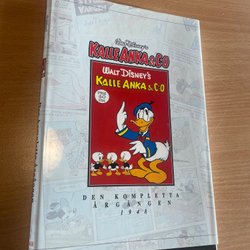 Walt Disney's
KALLE ANKA & C:O
WALT DISNEY'S
KALLE ANKA & C:O
DEN KOMPLETTA
ÅRGÅNGEN
1948